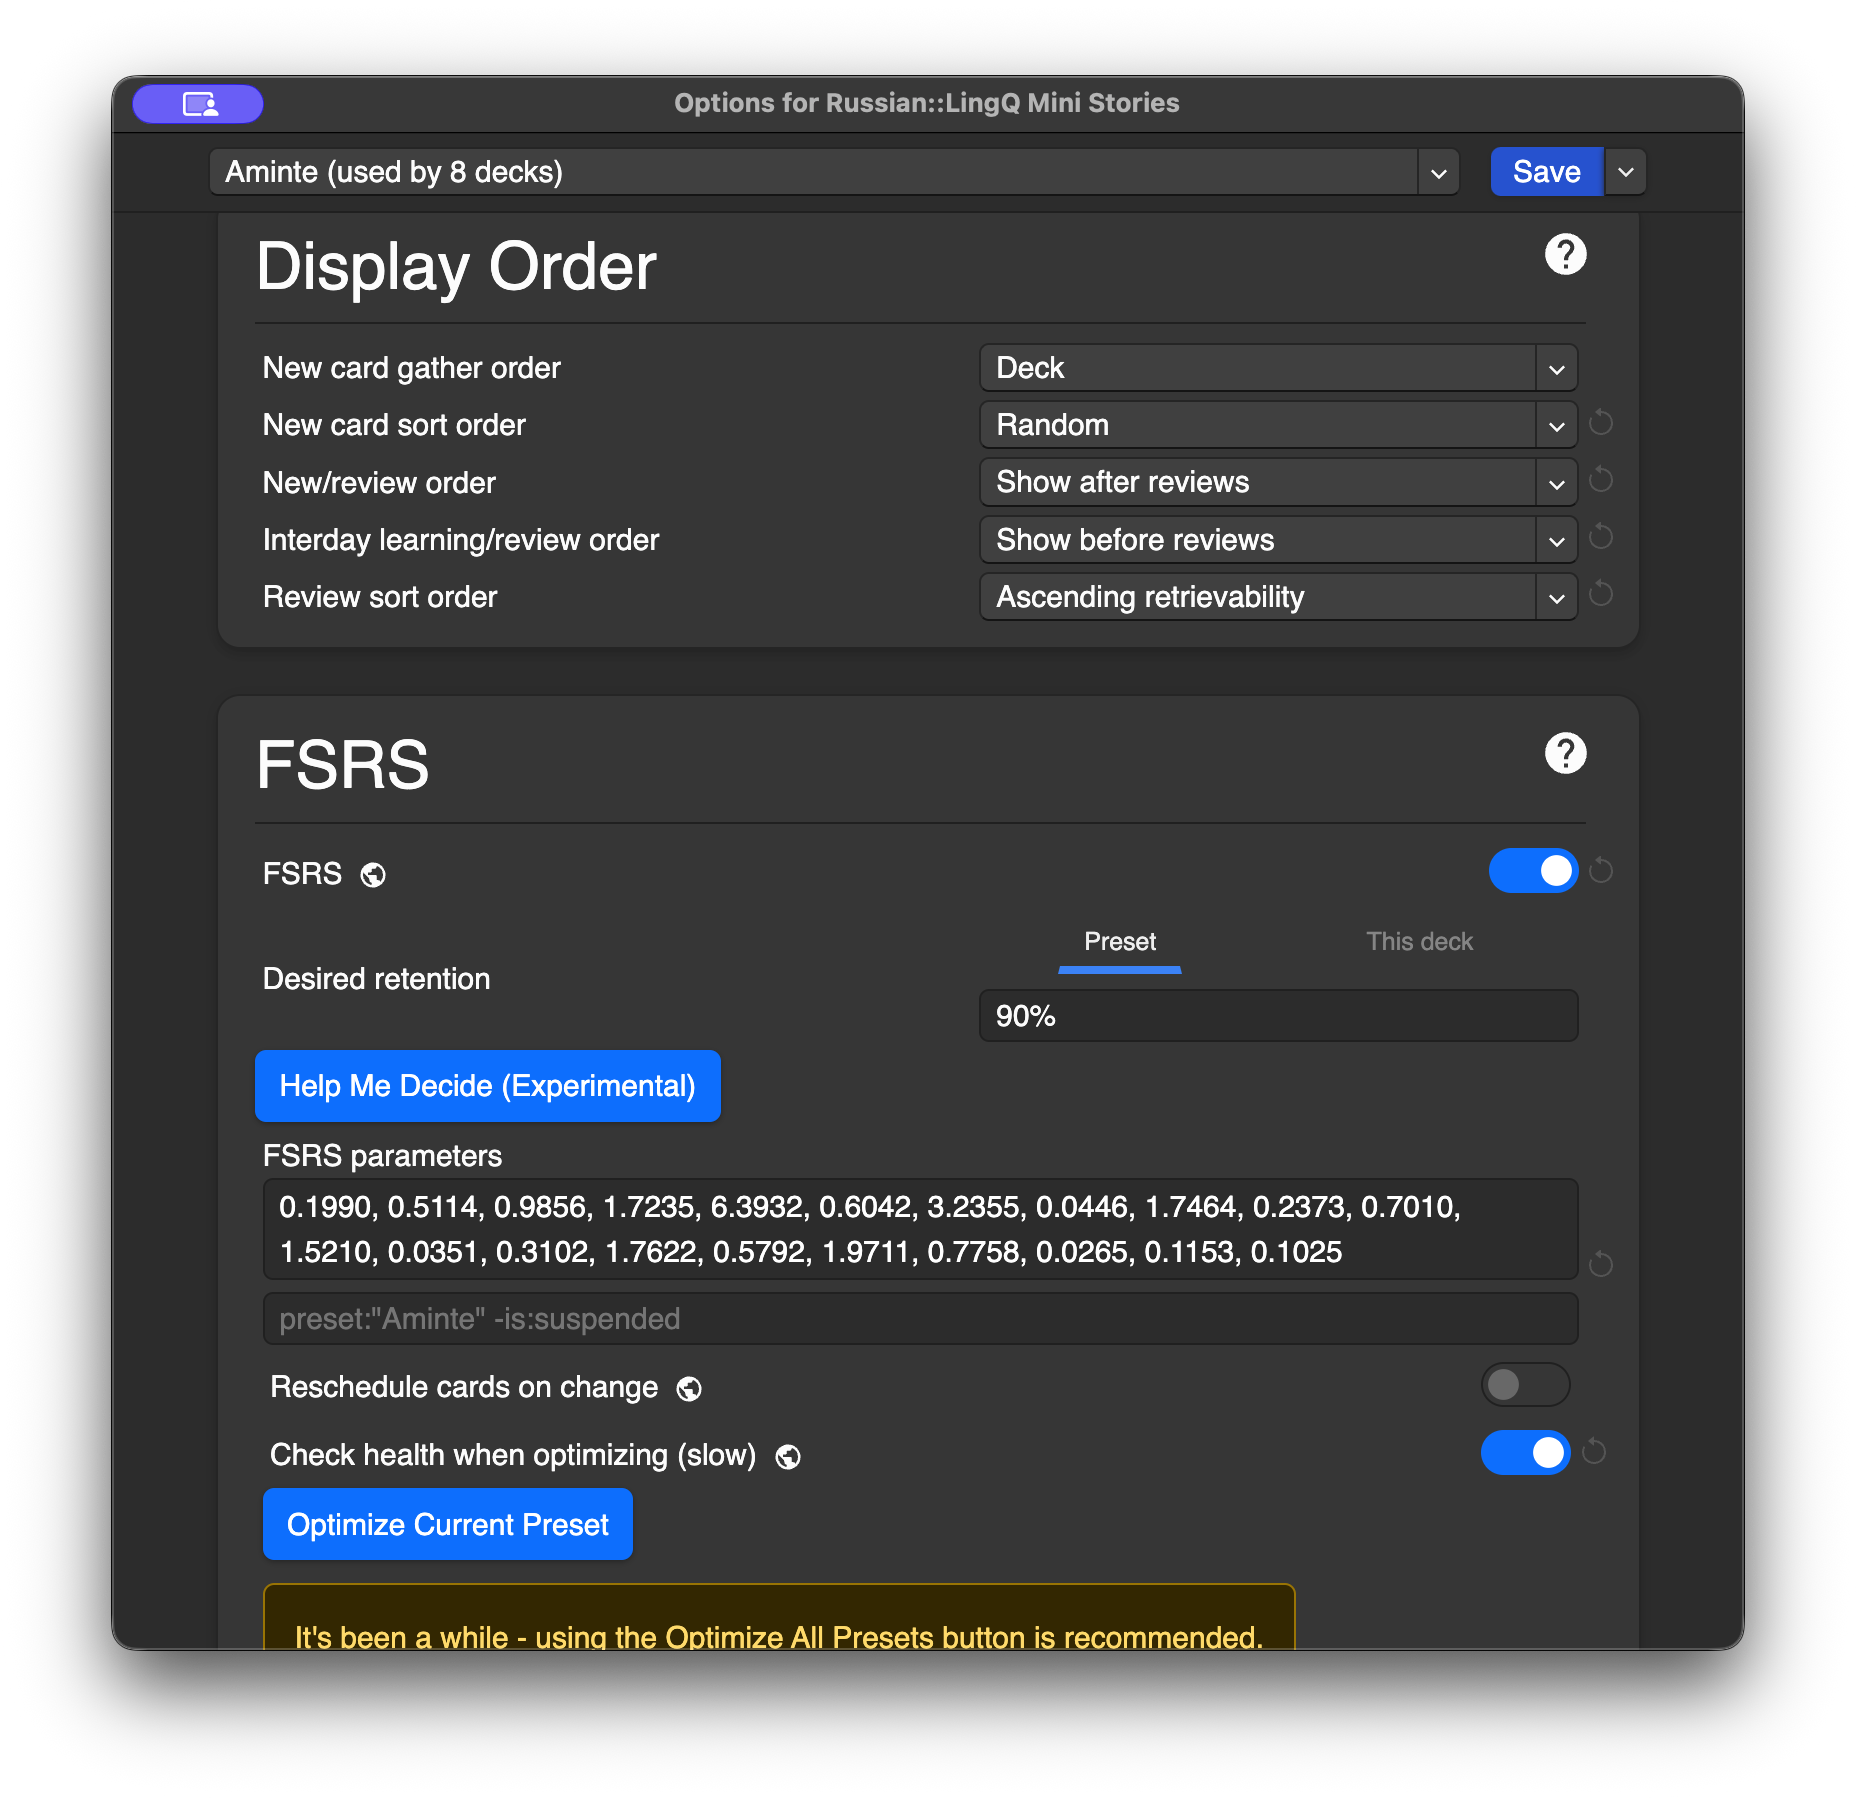 Options for Russian::LingQ Mini Stories
Aminte (used by 8 decks)
Save
Display Order
?
New card gather order
Deck
New card sort order
Random
New/review order
Show after reviews
Interday learning/review order
Show before reviews
Review sort order
Ascending retrievability
FSRS
?
FSRS
Preset
This deck
Desired retention
90%
Help Me Decide (Experimental)
FSRS parameters
0.1990, 0.5114, 0.9856, 1.7235, 6.3932, 0.6042, 3.2355, 0.0446, 1.7464, 0.2373, 0.7010,
1.5210, 0.0351, 0.3102, 1.7622, 0.5792, 1.9711, 0.7758, 0.0265, 0.1153, 0.1025
preset:"Aminte" -is:suspended
Reschedule cards on change
Check health when optimizing (slow)
Optimize Current Preset
It's been a while - using the Optimize All Presets button is recommended.